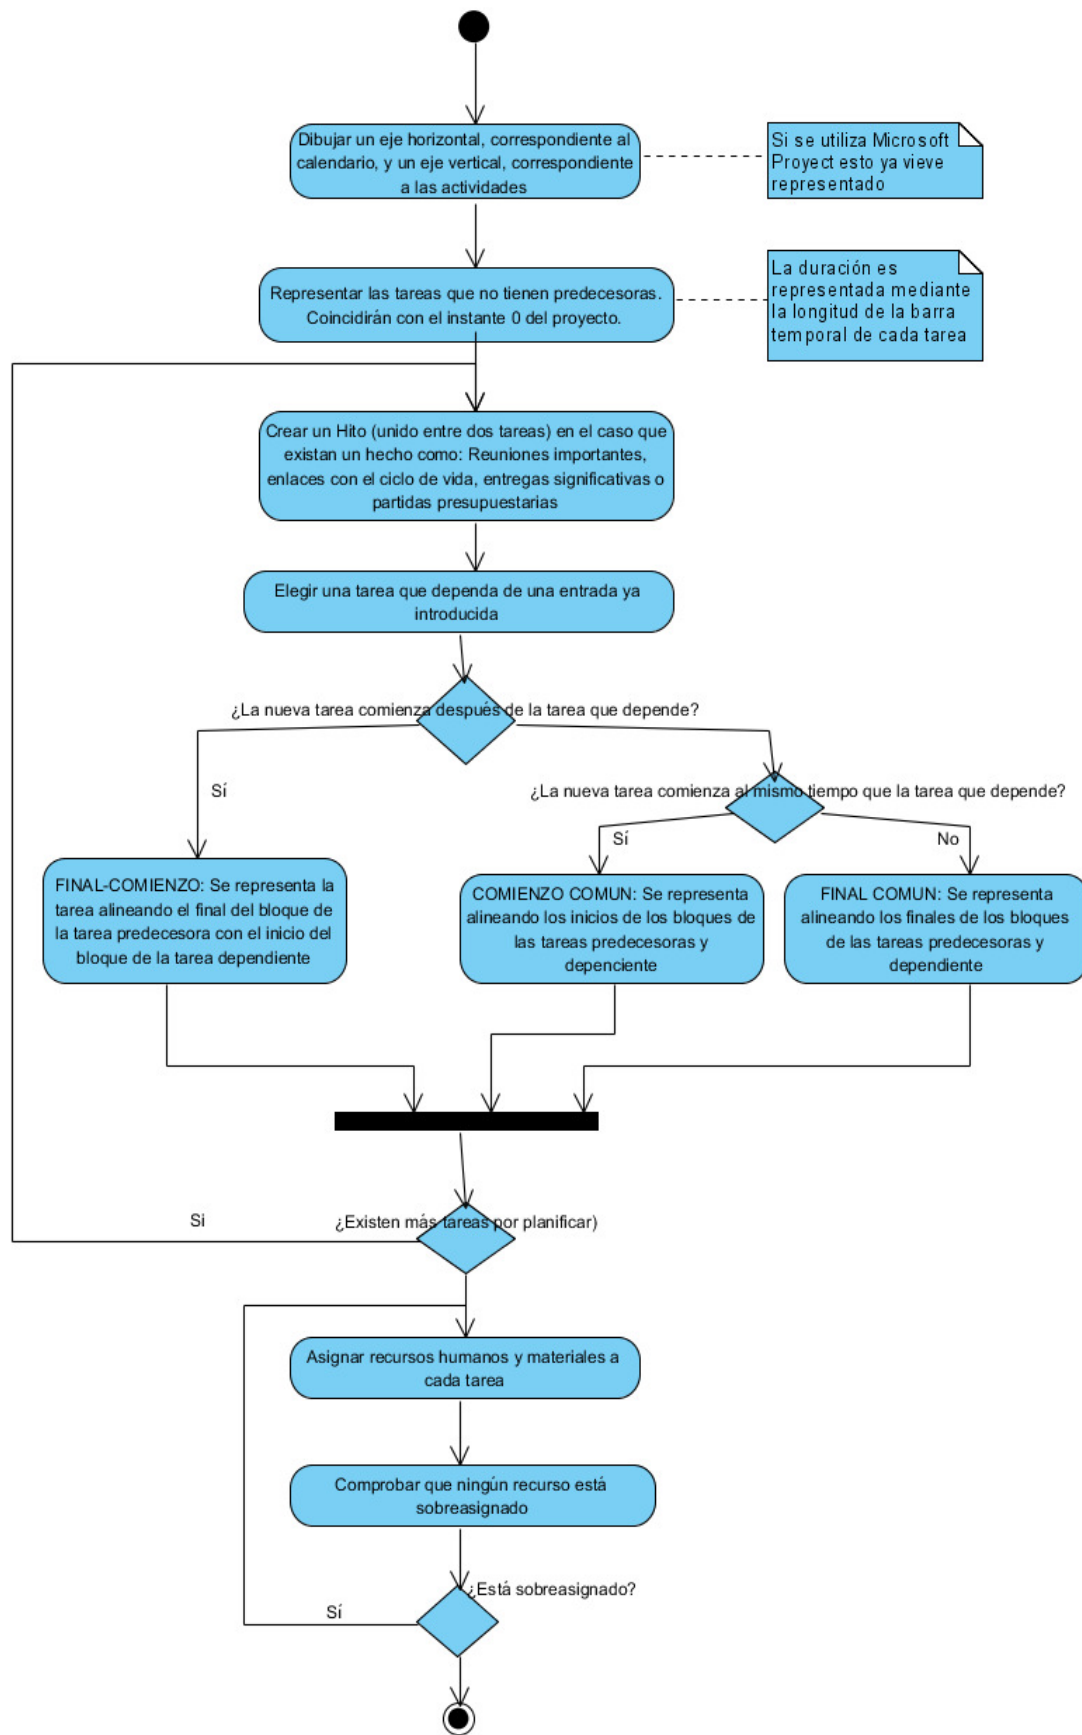 Dibujar un eje horizontal, correspondiente al
calendario, y un eje vertical, correspondiente
a las actividades
Si se utiliza Microsoft
Proyect esto ya vieve
representado
Representar las tareas que no tienen predecesoras.
Coincidirán con el instante 0 del proyecto.
La duración es
representada mediante
la longitud de la barra
temporal de cada tarea
Crear un Hito (unido entre dos tareas) en el caso que
existan un hecho como: Reuniones importantes,
enlaces con el ciclo de vida, entregas significativas o
partidas presupuestarias
Elegir una tarea que dependa de una entrada ya
introducida
¿La nueva tarea comienza después de la tarea que depende?
Sí
¿La nueva tarea comienza al mismo tiempo que la tarea que depende?
Sí
No
FINAL-COMIENZO: Se representa la
tarea alineando el final del bloque de
la tarea predecesora con el inicio del
bloque de la tarea dependiente
COMIENZO COMUN: Se representa
alineando los inicios de los bloques de
las tareas predecesoras y
depenciente
FINAL COMUN: Se representa
alineando los finales de los bloques
de las tareas predecesoras y
dependiente
Si
¿Existen más tareas por planificar)
Asignar recursos humanos y materiales a
cada tarea
Comprobar que ningún recurso está
sobreasignado
¿Está sobreasignado?
Sí